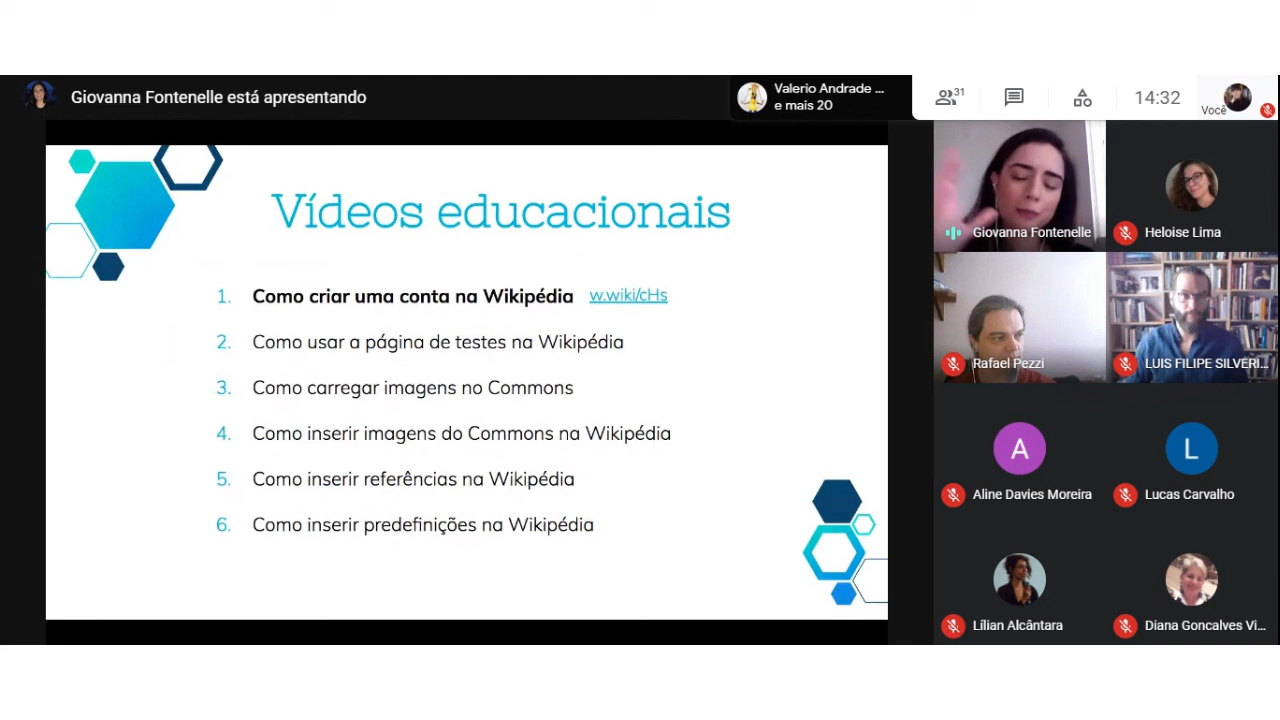 Giovanna Fontenelle está apresentando
Valerio Andrade ...
e mais 20
31
14:32
Você
Vídeos educacionais
1. Como criar uma conta na Wikipédia w.wiki/cHs
2. Como usar a página de testes na Wikipédia
3. Como carregar imagens no Commons
4. Como inserir imagens do Commons na Wikipédia
5. Como inserir referências na Wikipédia
6. Como inserir predefinições na Wikipédia
Giovanna Fontenelle
Heloise Lima
Rafael Pezzi
LUIS FILIPE SILVERI...
A
L
Aline Davies Moreira
Lucas Carvalho
Lílian Alcântara
Diana Goncalves Vi...